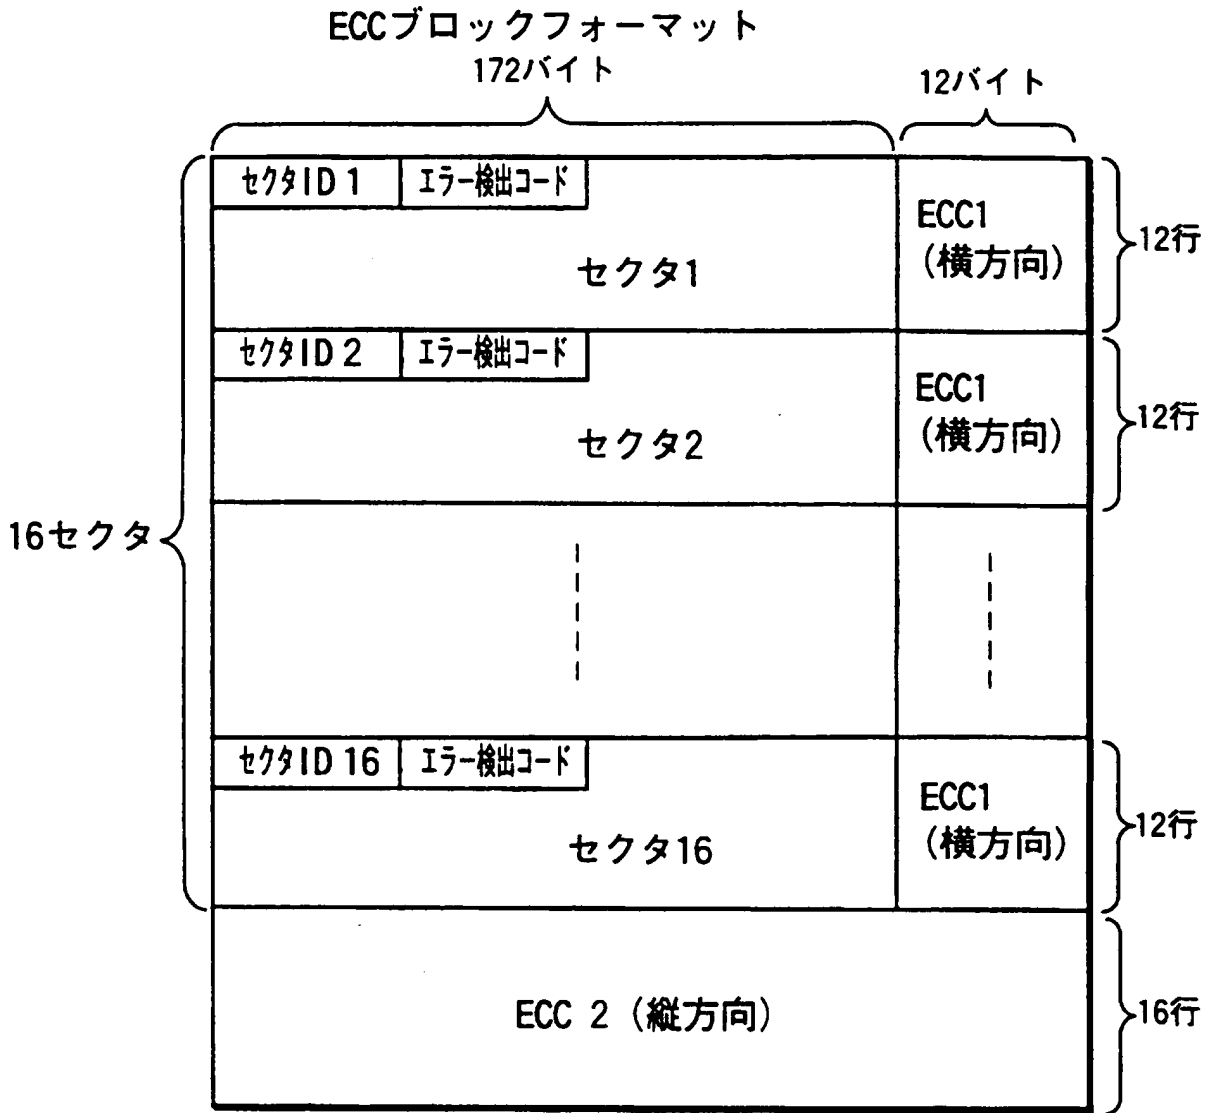 ECCブロックフォーマット
172バイト
12バイト
セクタID 1
エラー検出コード
ECC1
(横方向)
12行
セクタ1
セクタID 2
エラー検出コード
ECC1
(横方向)
12行
セクタ2
16セクタ
セクタID 16
エラー検出コード
ECC1
(横方向)
12行
セクタ16
ECC 2 (縦方向)
16行